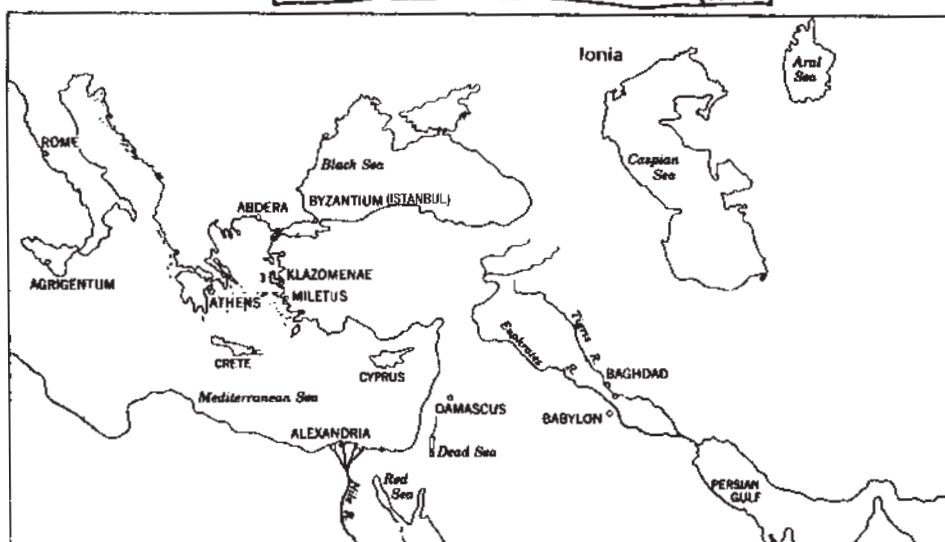 Ionia
Aral
Sea
ROME
Black Sea
Caspian
Sea
BYZANTIUM (ISTANBUL)
ABDERA
AGRIGENTUM
KLAZOMENAE
ATHENS
MILETUS
Tigris R.
Euphrates R.
CRETE
CYPRUS
BAGHDAD
Mediterranean Sea
DAMASCUS
BABYLON
ALEXANDRIA
Dead Sea
Red
Sea
Nile R.
PERSIAN
GULF